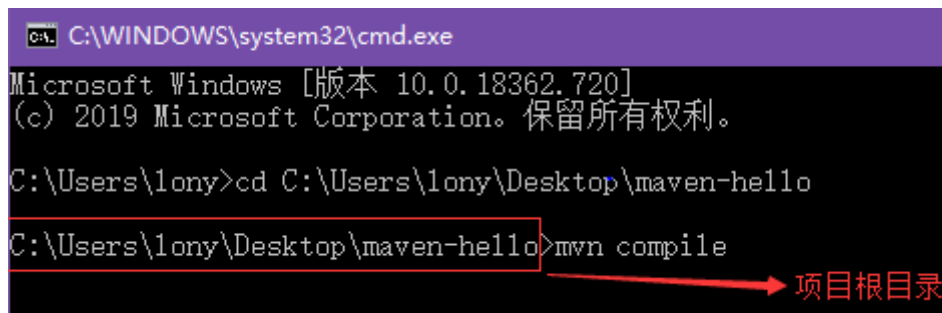 C:\WINDOWS\system32\cmd.exe
Microsoft Windows [版本 10.0.18362.720]
(c) 2019 Microsoft Corporation。保留所有权利。
C:\Users\lony>cd C:\Users\lony\Desktop\maven-hello
C:\Users\lony\Desktop\maven-hello>mvn compile
项目根目录